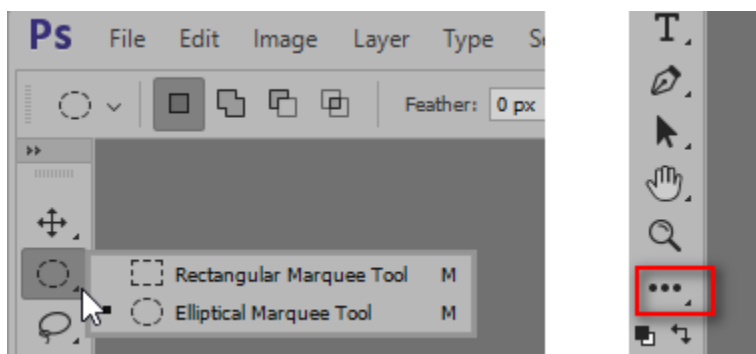 Ps File Edit Image Layer Type
Feather: 0 px
Rectangular Marquee Tool M
Elliptical Marquee Tool M